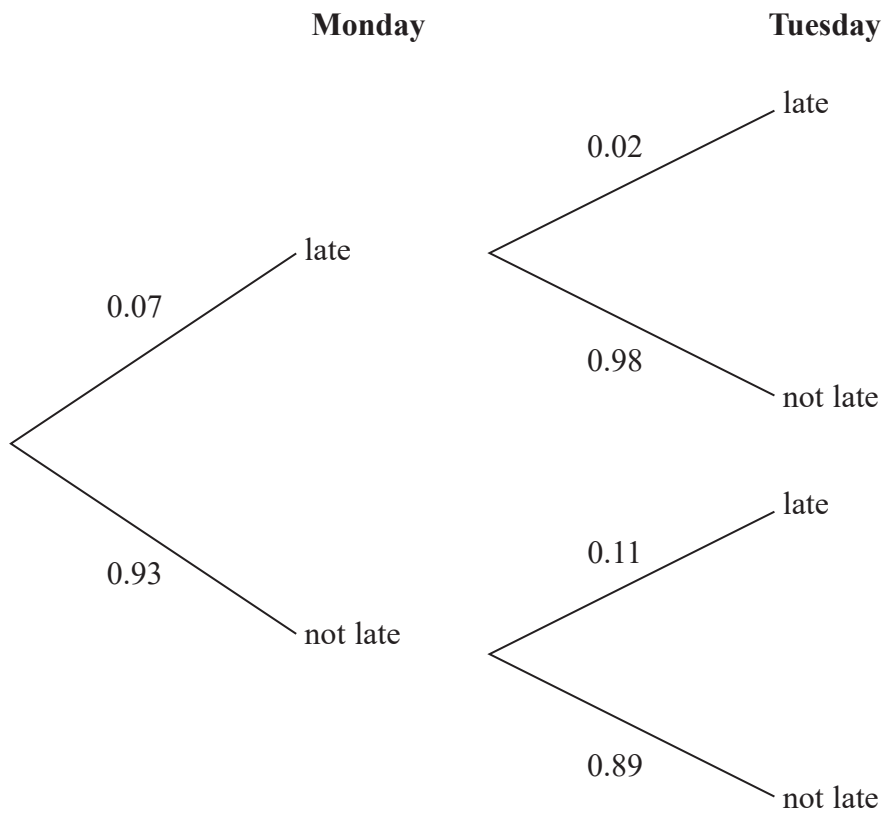 Monday Tuesday
late
0.02
late
0.07
0.98
not late
late
0.11
0.93
not late
0.89
not late